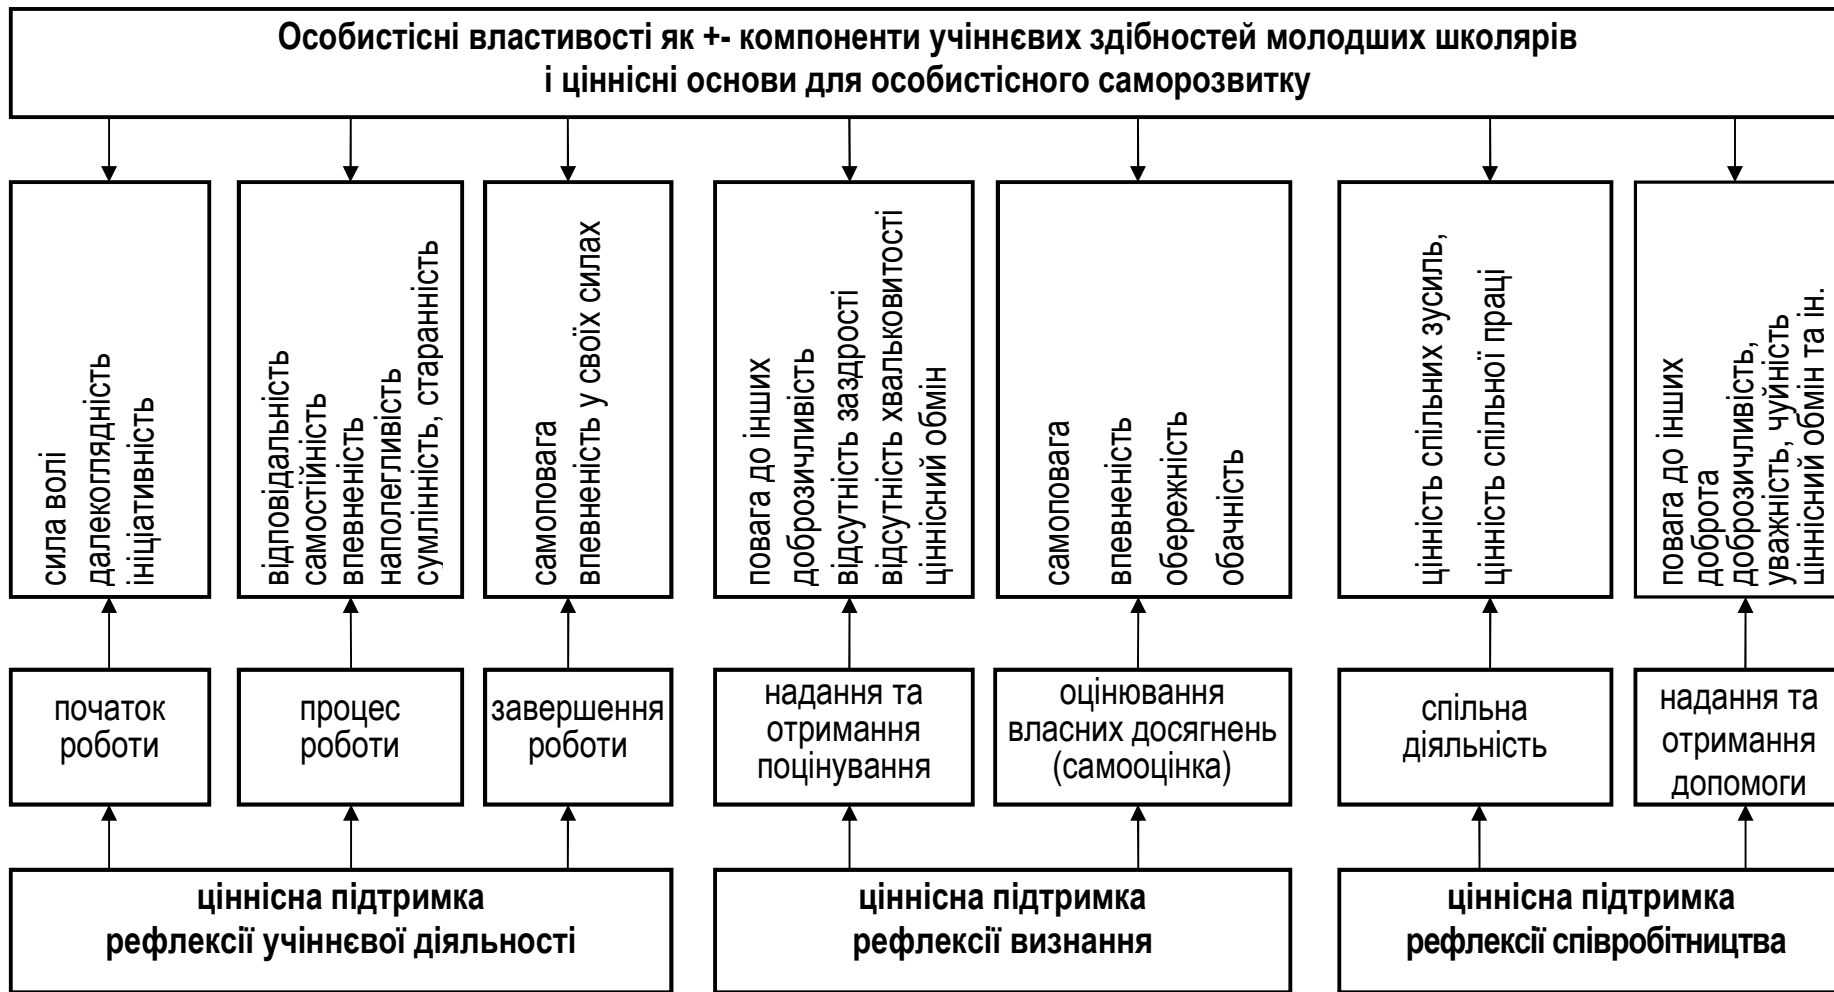 Особистісні властивості як +- компоненти учіннєвих здібностей молодших школярів
і ціннісні основи для особистісного саморозвитку
сила волі
далекоглядність
ініціативність
відповідальність
самостійність
впевненість
наполегливість
сумлінність, старанність
самоповага
впевненість у своїх силах
повага до інших
доброзичливість
відсутність заздрості
відсутність хвальковитості
ціннісний обмін
самоповага
впевненість
обережність
обачність
цінність спільних зусиль,
цінність спільної праці
повага до інших
доброта
доброзичливість,
уважність, чуйність
ціннісний обмін та ін.
початок
роботи
процес
роботи
завершення
роботи
надання та
отримання
поцінування
оцінювання
власних досягнень
(самооцінка)
спільна
діяльність
надання та
отримання
допомоги
ціннісна підтримка
рефлексії учіннєвої діяльності
ціннісна підтримка
рефлексії визнання
ціннісна підтримка
рефлексії співробітництва